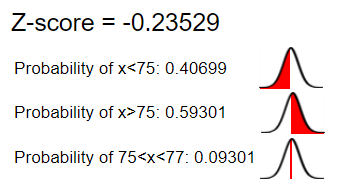 Z-score = -0.23529
Probability of x<75: 0.40699
Probability of x>75: 0.59301
Probability of 75<x<77: 0.09301